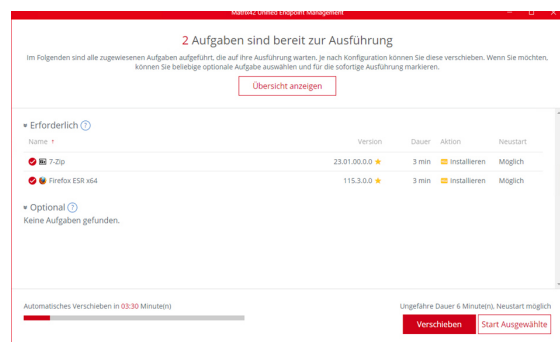 Matrix42 Unified Endpoint Management
2 Aufgaben sind bereit zur Ausführung
Im Folgenden sind alle zugewiesenen Aufgaben aufgeführt, die auf ihre Ausführung warten. Je nach Konfiguration können Sie diese verschieben. Wenn Sie möchten,
können Sie beliebige optionale Aufgabe auswählen und für die sofortige Ausführung markieren.
Übersicht anzeigen
Erforderlich ?
Name Version Dauer Aktion Neustart
7-Zip 23.01.00.0.0 3 min Installieren Möglich
Firefox ESR x64 115.3.0.0 3 min Installieren Möglich
Optional ?
Keine Aufgaben gefunden.
Automatisches Verschieben in 03:30 Minute(n)
Ungefähre Dauer 6 Minute(n), Neustart möglich
Verschieben
Start Ausgewählte